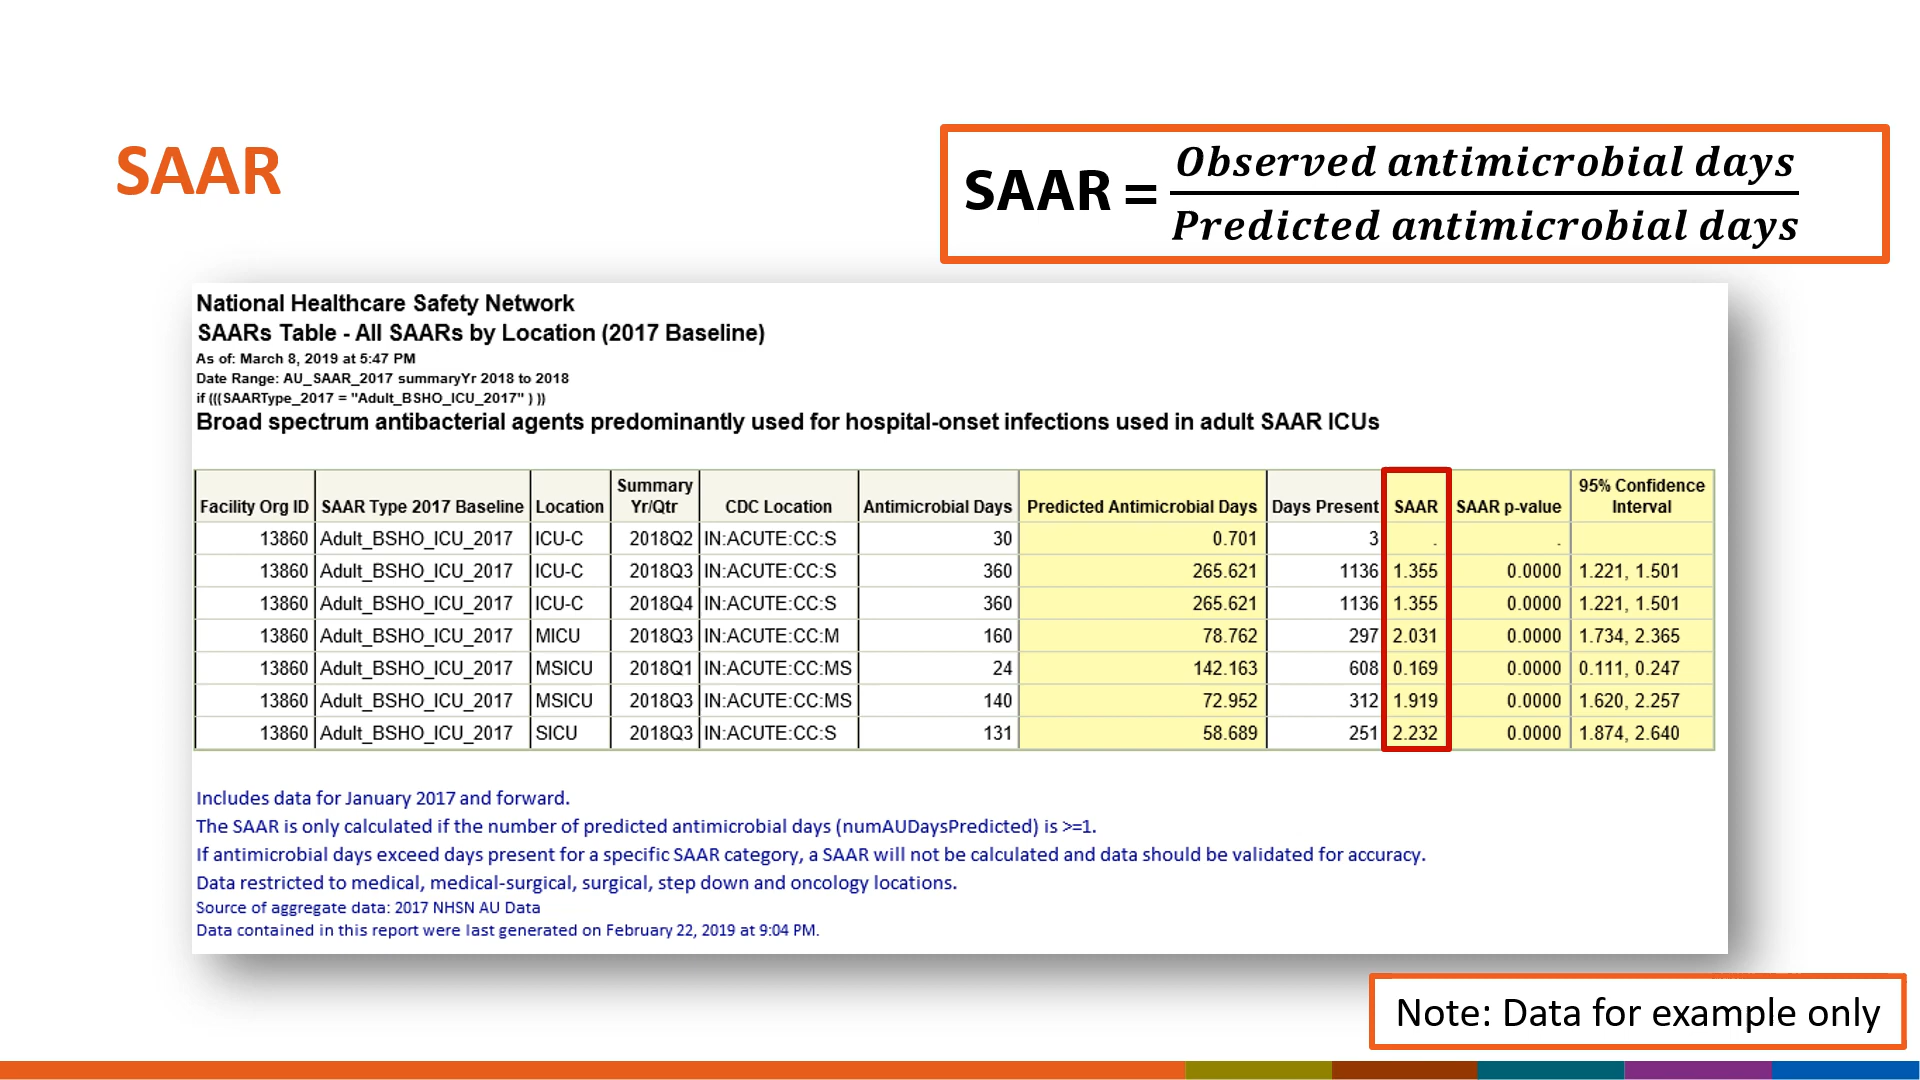 SAAR
SAAR = Observed antimicrobial days
Predicted antimicrobial days
National Healthcare Safety Network
SAARs Table - All SAARs by Location (2017 Baseline)
As of: March 8, 2019 at 5:47 PM
Date Range: AU_SAAR_2017 summaryYr 2018 to 2018
if (((SAARType_2017 = "Adult_BSHO_ICU_2017" ) ))
Broad spectrum antibacterial agents predominantly used for hospital-onset infections used in adult SAAR ICUs
Facility Org ID SAAR Type 2017 Baseline Location Summary Yr/Qtr CDC Location Antimicrobial Days Predicted Antimicrobial Days Days Present SAAR SAAR p-value 95% Confidence Interval
13860 Adult_BSHO_ICU_2017 ICU-C 2018Q2 IN:ACUTE:CC:S 30 0.701 3 . .
13860 Adult_BSHO_ICU_2017 ICU-C 2018Q3 IN:ACUTE:CC:S 360 265.621 1136 1.355 0.0000 1.221, 1.501
13860 Adult_BSHO_ICU_2017 ICU-C 2018Q4 IN:ACUTE:CC:S 360 265.621 1136 1.355 0.0000 1.221, 1.501
13860 Adult_BSHO_ICU_2017 MICU 2018Q3 IN:ACUTE:CC:M 160 78.762 297 2.031 0.0000 1.734, 2.365
13860 Adult_BSHO_ICU_2017 MSICU 2018Q1 IN:ACUTE:CC:MS 24 142.163 608 0.169 0.0000 0.111, 0.247
13860 Adult_BSHO_ICU_2017 MSICU 2018Q3 IN:ACUTE:CC:MS 140 72.952 312 1.919 0.0000 1.620, 2.257
13860 Adult_BSHO_ICU_2017 SICU 2018Q3 IN:ACUTE:CC:S 131 58.689 251 2.232 0.0000 1.874, 2.640
Includes data for January 2017 and forward.
The SAAR is only calculated if the number of predicted antimicrobial days (numAUDaysPredicted) is >=1.
If antimicrobial days exceed days present for a specific SAAR category, a SAAR will not be calculated and data should be validated for accuracy.
Data restricted to medical, medical-surgical, surgical, step down and oncology locations.
Source of aggregate data: 2017 NHSN AU Data
Data contained in this report were last generated on February 22, 2019 at 9:04 PM.
Note: Data for example only